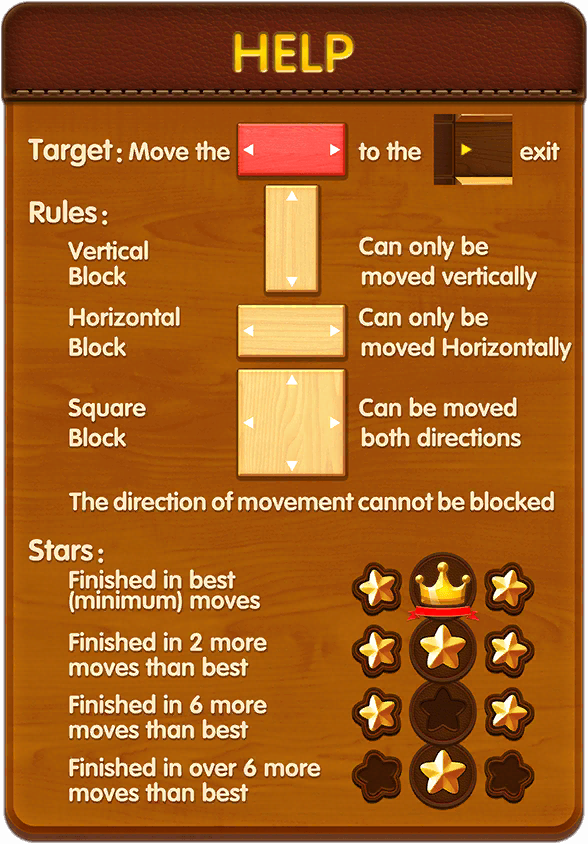 HELP
Target: Move the to the exit
Rules:
Vertical
Block
Can only be
moved vertically
Horizontal
Block
Can only be
moved Horizontally
Square
Block
Can be moved
both directions
The direction of movement cannot be blocked
Stars:
Finished in best
(minimum) moves
Finished in 2 more
moves than best
Finished in 6 more
moves than best
Finished in over 6 more
moves than best